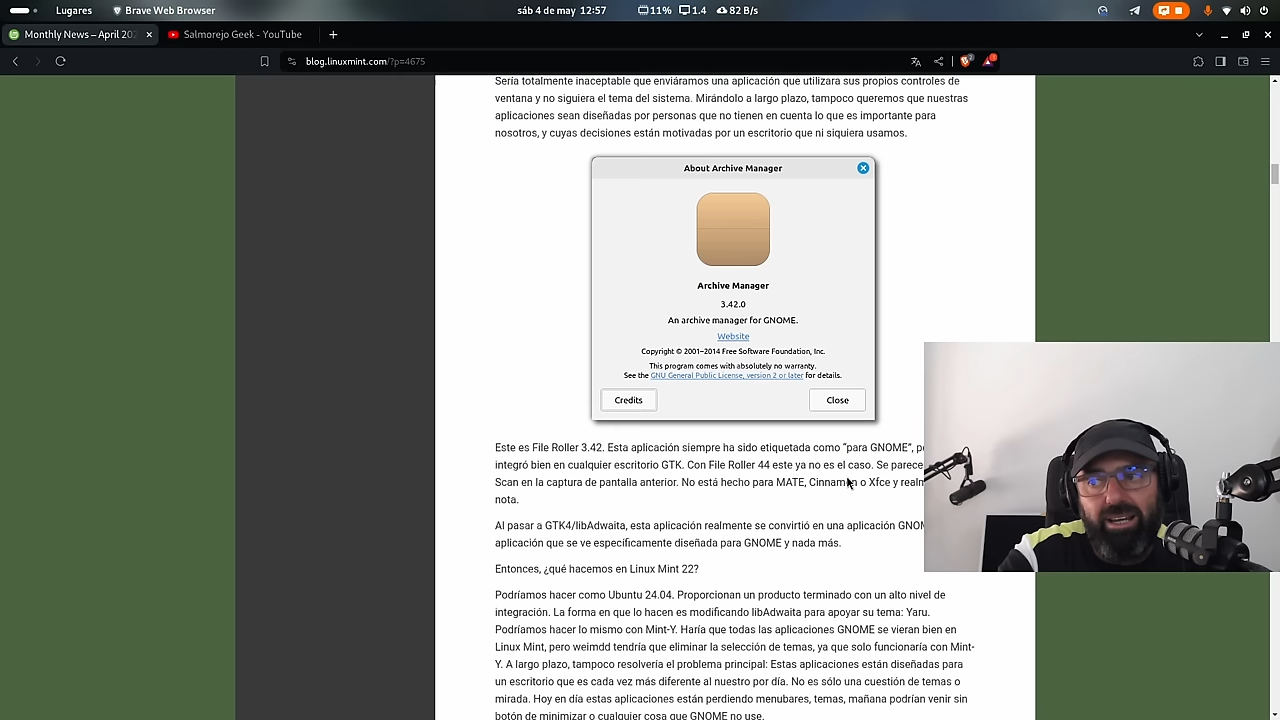 Lugares
Brave Web Browser
sáb 4 de may 12:57
11%
1.4
82 B/s
Monthly News – April 202
Salmorejo Geek - YouTube
blog.linuxmint.com/?p=4675
Sería totalmente inaceptable que enviáramos una aplicación que utilizara sus propios controles de
ventana y no siguiera el tema del sistema. Mirándolo a largo plazo, tampoco queremos que nuestras
aplicaciones sean diseñadas por personas que no tienen en cuenta lo que es importante para
nosotros, y cuyas decisiones están motivadas por un escritorio que ni siquiera usamos.
About Archive Manager
Archive Manager
3.42.0
An archive manager for GNOME.
Website
Copyright © 2001–2014 Free Software Foundation, Inc.
This program comes with absolutely no warranty.
See the GNU General Public License, version 2 or later for details.
Credits
Close
Este es File Roller 3.42. Esta aplicación siempre ha sido etiquetada como "para GNOME",
integró bien en cualquier escritorio GTK. Con File Roller 44 este ya no es el caso. Se parece
Scan en la captura de pantalla anterior. No está hecho para MATE, Cinnamon o Xfce y
nota.
Al pasar a GTK4/libAdwaita, esta aplicación realmente se convirtió en una aplicación
aplicación que se ve específicamente diseñada para GNOME y nada más.
Entonces, ¿qué hacemos en Linux Mint 22?
Podríamos hacer como Ubuntu 24.04. Proporcionan un producto terminado con un alto nivel de
integración. La forma en que lo hacen es modificando libAdwaita para apoyar su tema: Yaru.
Podríamos hacer lo mismo con Mint-Y. Haría que todas las aplicaciones GNOME se vieran bien en
Linux Mint, pero weimdd tendría que eliminar la selección de temas, ya que solo funcionaría con Mint-
Y. A largo plazo, tampoco resolvería el problema principal: Estas aplicaciones están diseñadas para
un escritorio que es cada vez más diferente al nuestro por día. No es sólo una cuestión de temas o
mirada. Hoy en día estas aplicaciones están perdiendo menubares, temas, mañana podrían venir sin
botón de minimizar o cualquier cosa que GNOME no use.